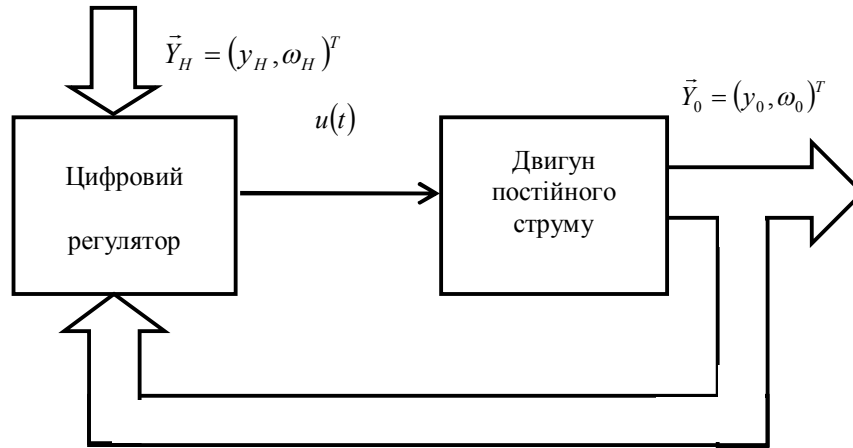 $\vec{Y}_H = (y_H, \omega_H)^T$
$\vec{Y}_0 = (y_0, \omega_0)^T$
$u(t)$
Цифровий
регулятор
Двигун
постійного
струму